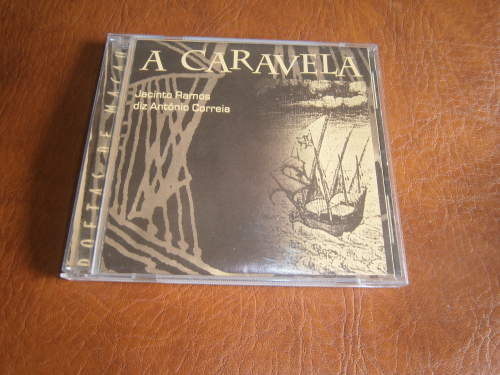 A CARAVELA
Jacinto Ramos
diz António Correia
POETAS DE MACAU